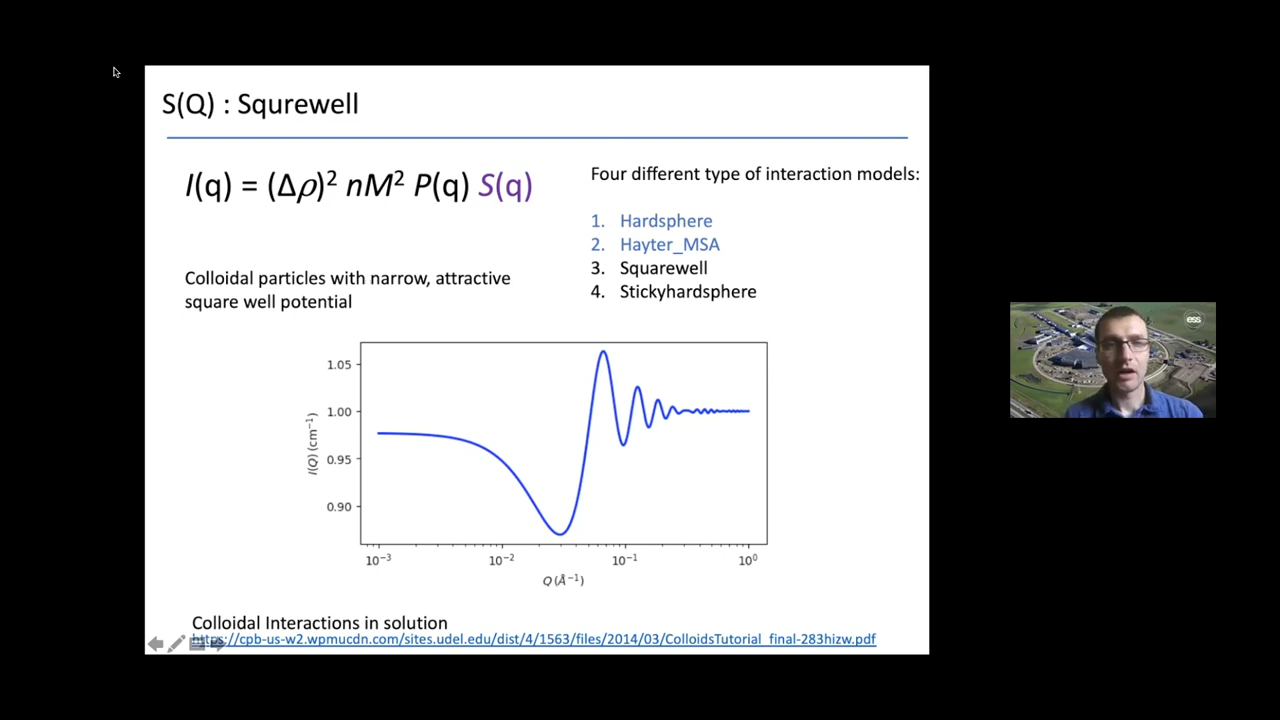 S(Q) : Squrewell
I(q) = (Δρ)² nM² P(q) S(q)
Four different type of interaction models:
1. Hardsphere
2. Hayter_MSA
3. Squarewell
4. Stickyhardsphere
Colloidal particles with narrow, attractive
square well potential
1.05
1.00
0.95
0.90
I(Q) (cm⁻¹)
10⁻³ 10⁻² 10⁻¹ 10⁰
Q (Å⁻¹)
Colloidal Interactions in solution
https://cpb-us-w2.wpmucdn.com/sites.udel.edu/dist/4/1563/files/2014/03/ColloidsTutorial_final-283hizw.pdf
ess